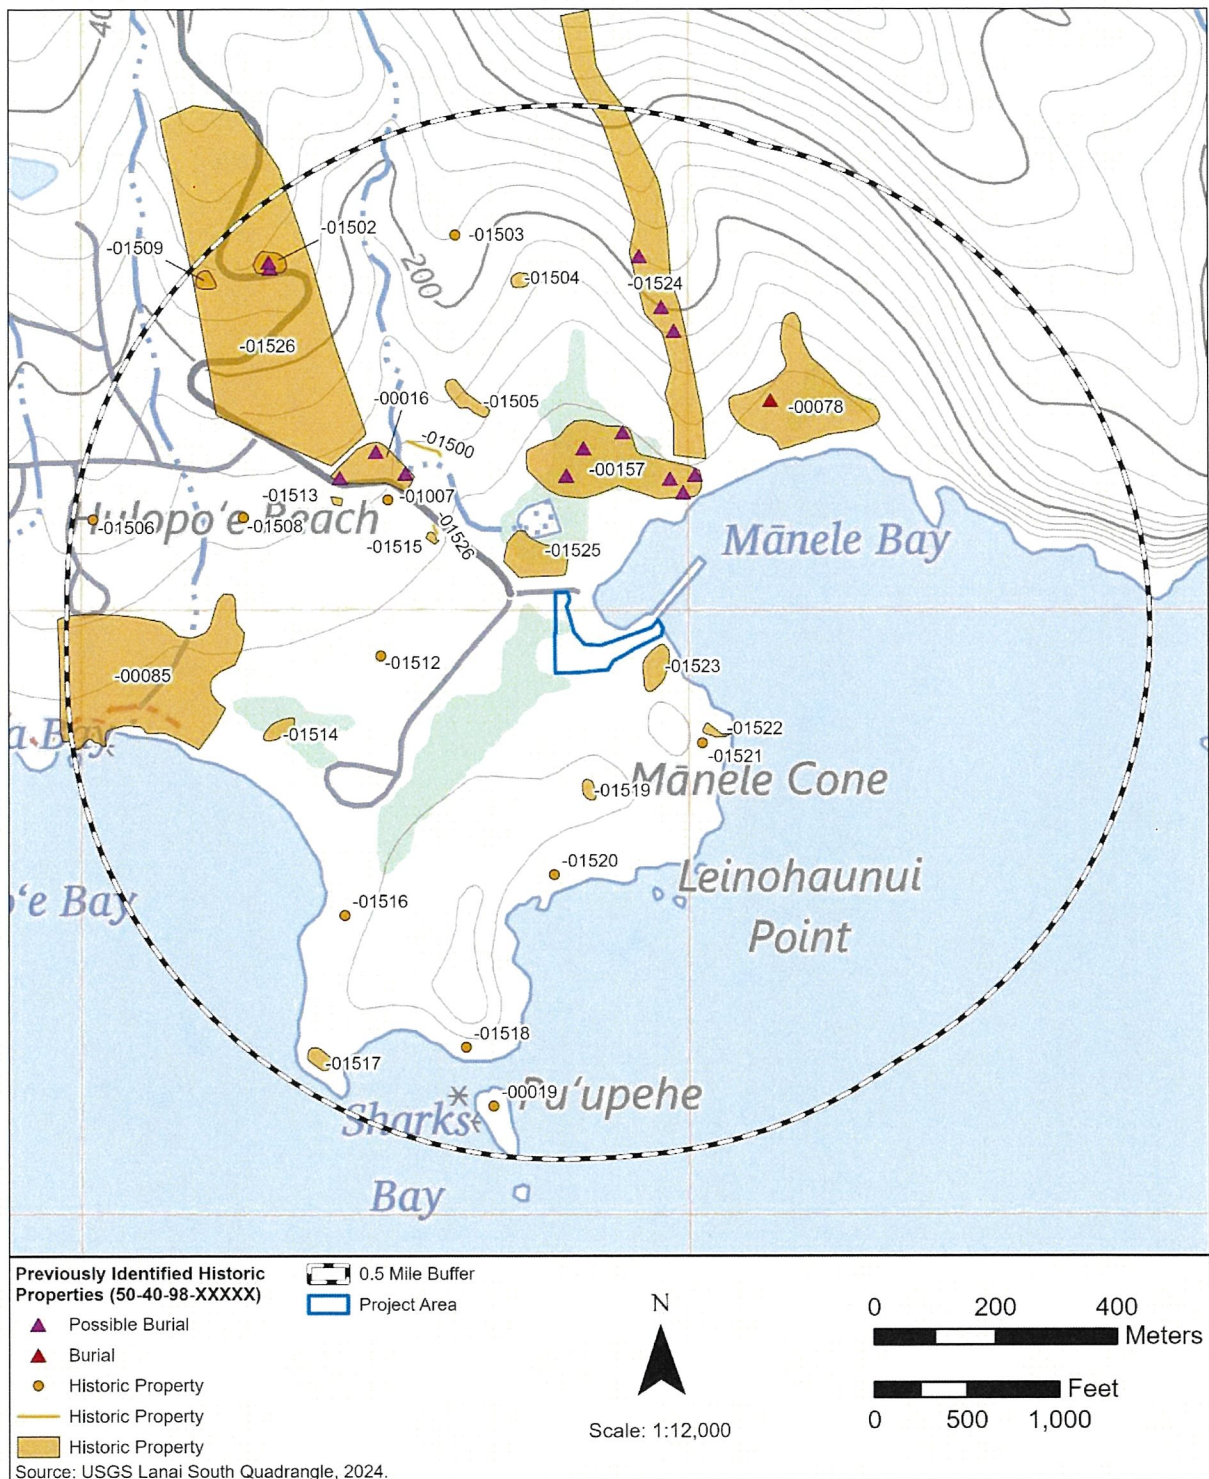 40
-01502
-01503
-01509
200
-01504
-01524
-01526
-00016
-01505
-00078
-01500
-00157
-01513
-01007
Hulopoʻe Beach
-01506
-01508
-01526
-01515
-01525
Mānele Bay
-01512
-01523
-00085
a Bay
-01514
-01522
-01521
-01519
Mānele Cone
-01520
Leinohaunui
Point
ʻe Bay
-01516
-01518
-01517
-00019
Puʻupehe
Sharks
Bay
Previously Identified Historic
Properties (50-40-98-XXXXX)
Possible Burial
Burial
Historic Property
Historic Property
Historic Property
0.5 Mile Buffer
Project Area
N
Scale: 1:12,000
0 200 400
Meters
Feet
0 500 1,000
Source: USGS Lanai South Quadrangle, 2024.